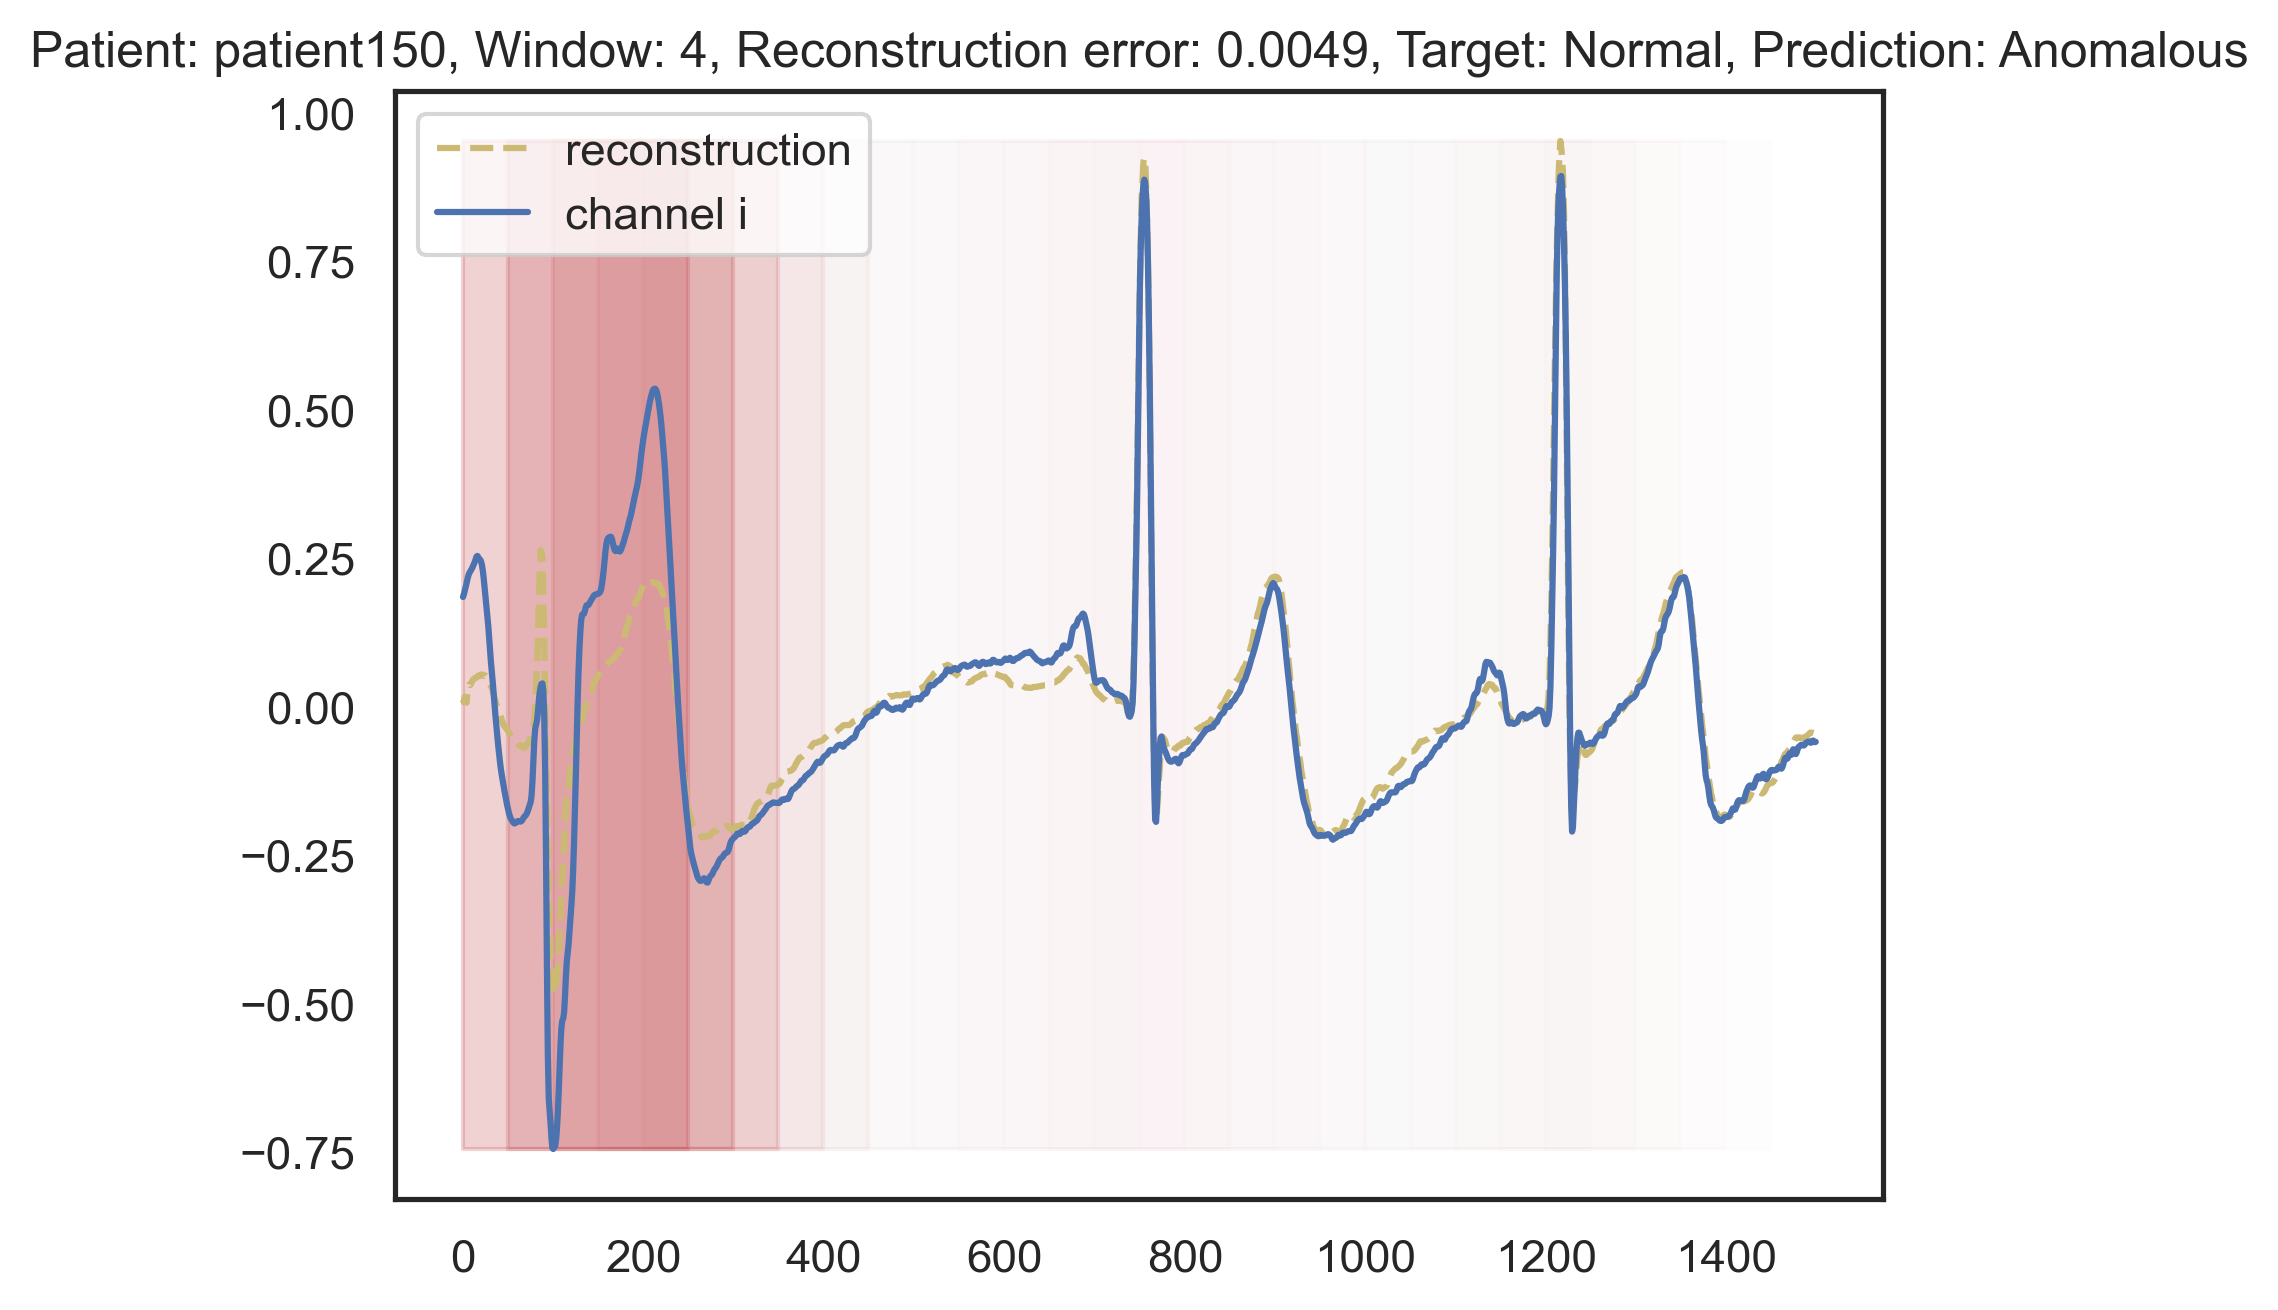 Patient: patient150, Window: 4, Reconstruction error: 0.0049, Target: Normal, Prediction: Anomalous
1.00
0.75
0.50
0.25
0.00
−0.25
−0.50
−0.75
reconstruction
channel i
0 200 400 600 800 1000 1200 1400